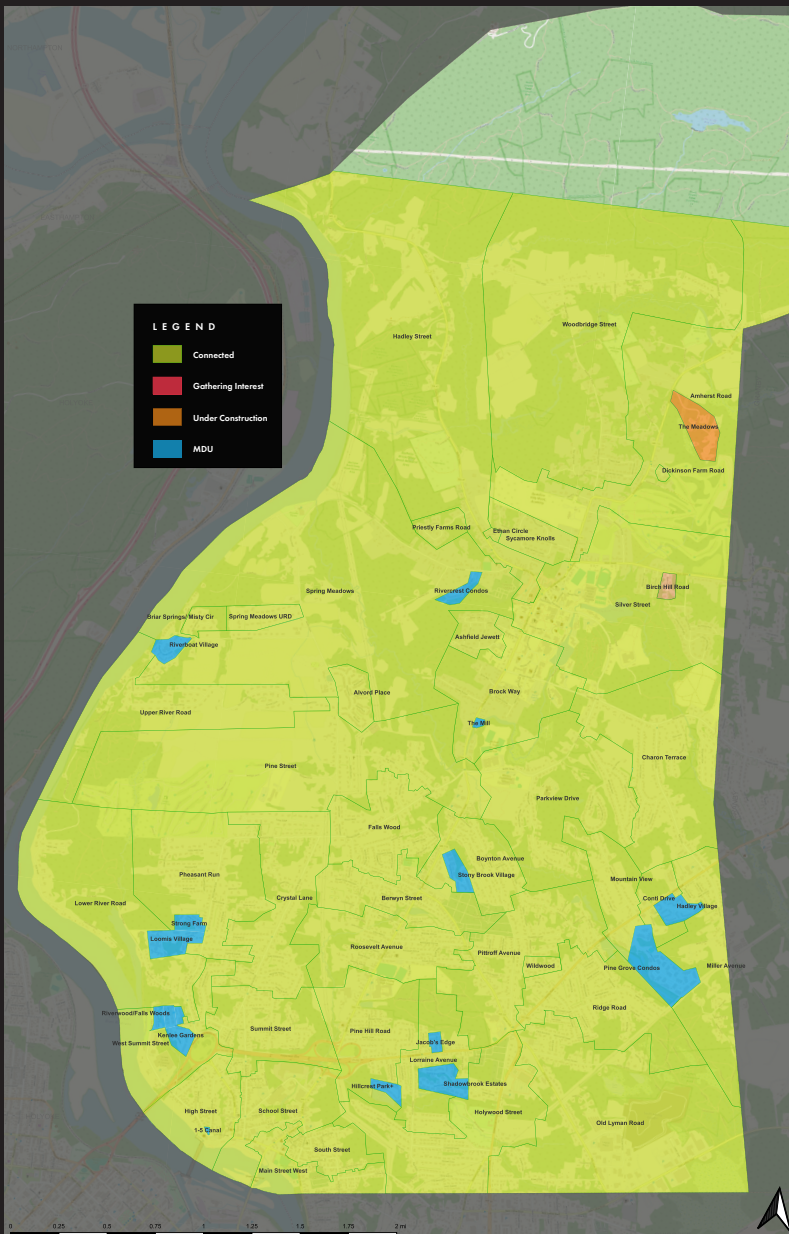 LEGEND
Connected
Gathering Interest
Under Construction
MDU
Hadley Street
Woodbridge Street
Amherst Road
The Meadows
Dickinson Farm Road
Priestly Farms Road
Ethan Circle
Sycamore Knolls
Spring Meadows
Rivercrest Condos
Birch Hill Road
Silver Street
Briar Springs/ Misty Cir
Spring Meadows URD
Riverboat Village
Ashfield Jewett
Alvord Place
Brock Way
Upper River Road
The Mill
Charon Terrace
Pine Street
Parkview Drive
Falls Wood
Boynton Avenue
Pheasant Run
Stony Brook Village
Mountain View
Lower River Road
Crystal Lane
Berwyn Street
Conti Drive
Hadley Village
Strong Farm
Loomis Village
Roosevelt Avenue
Pittroff Avenue
Wildwood
Pine Grove Condos
Miller Avenue
Ridge Road
Riverwood/Falls Woods
Summit Street
Pine Hill Road
Kenlee Gardens
West Summit Street
Jacob's Edge
Lorraine Avenue
Hillcrest Park+
Shadowbrook Estates
High Street
School Street
Holywood Street
Old Lyman Road
1-5 Canal
South Street
Main Street West
0 0.25 0.5 0.75 1 1.25 1.5 1.75 2 mi